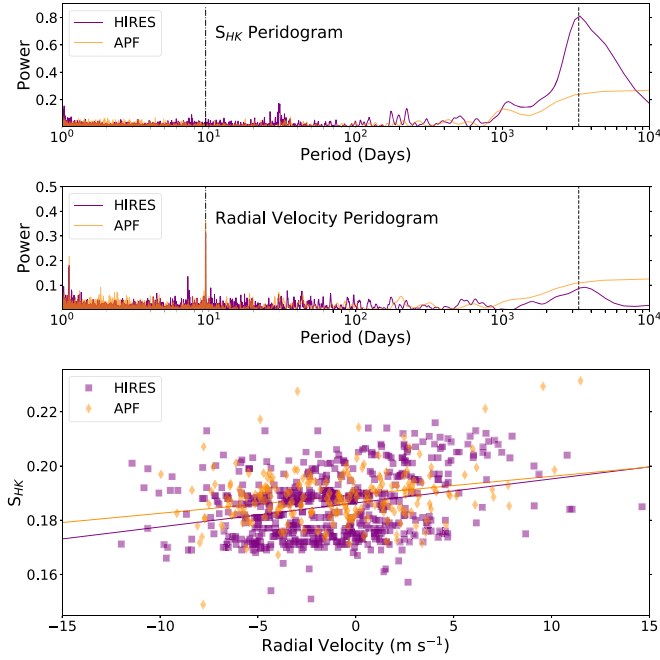 HIRES
APF
S_HK Peridogram
Power
0.8
0.6
0.4
0.2
10^0
10^1
10^2
10^3
10^4
Period (Days)
HIRES
APF
Radial Velocity Peridogram
Power
0.5
0.4
0.3
0.2
0.1
10^0
10^1
10^2
10^3
10^4
Period (Days)
HIRES
APF
S_HK
0.22
0.20
0.18
0.16
−15
−10
−5
0
5
10
15
Radial Velocity (m s⁻¹)